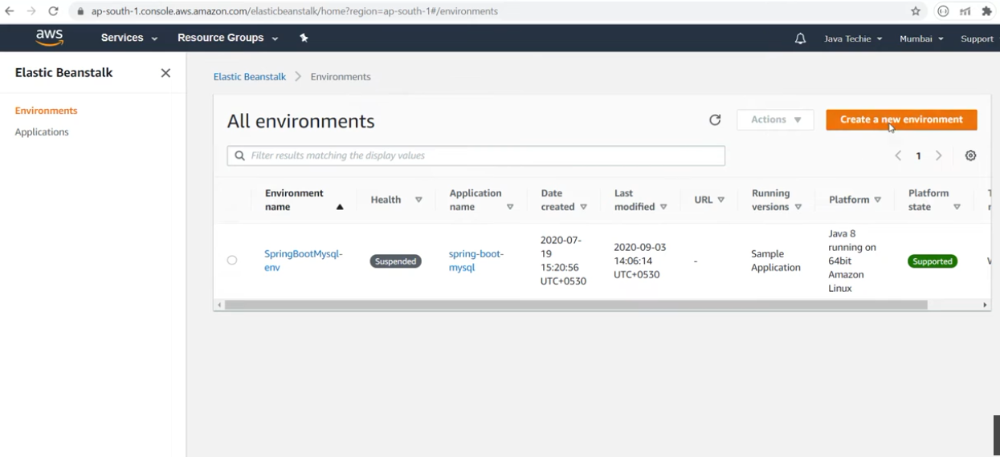 ap-south-1.console.aws.amazon.com/elasticbeanstalk/home?region=ap-south-1#/environments
aws Services Resource Groups Java Techie Mumbai Support
Elastic Beanstalk
Environments
Applications
Elastic Beanstalk Environments
All environments
Actions Create a new environment
Filter results matching the display values
1
Environment name Health Application name Date created Last modified URL Running versions Platform Platform state
SpringBootMysql-
env
Suspended
spring-boot-
mysql
2020-07-
19
15:20:56
UTC+0530
2020-09-03
14:06:14
UTC+0530
-
Sample
Application
Java 8
running on
64bit
Amazon
Linux
Supported